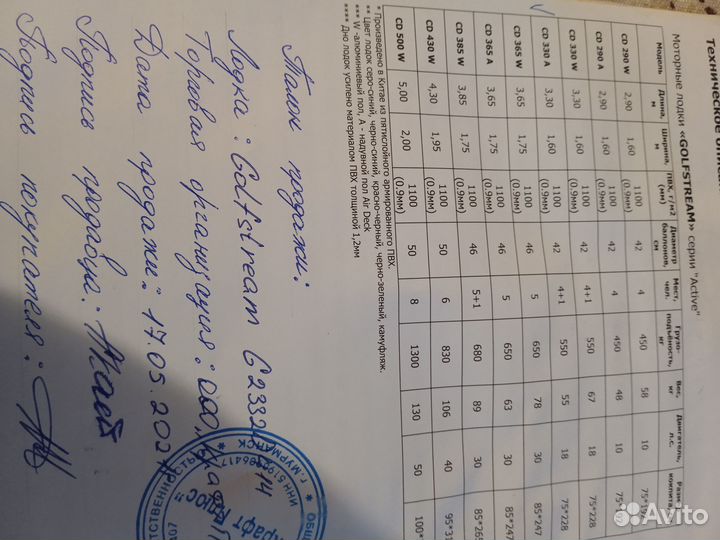 Техническое
Моторные лодки «GOLFSTREAM» серии "Active"
Модель Длина, м Ширина, м ПВХ, г/м2 (мм) Диаметр баллонов, см Мест, чел. Грузо-подъёмность, кг Вес, кг Двигатель, л.с. кокпита,
CD 290 W 2,90 1,60 1100 (0.9мм) 42 4 450 58 10
CD 290 A 2,90 1,60 1100 (0.9мм) 42 4 450 48 10
CD 330 W 3,30 1,60 1100 (0.9мм) 42 4+1 550 67 18 75*228
CD 330 A 3,30 1,60 1100 (0.9мм) 42 4+1 550 55 18 75*228
CD 365 W 3,65 1,75 1100 (0.9мм) 46 5 650 78 30 85*247
CD 365 A 3,65 1,75 1100 (0.9мм) 46 5 650 63 30 85*247
CD 385 W 3,85 1,75 1100 (0.9мм) 46 5+1 680 89 30
CD 430 W 4,30 1,95 1100 (0.9мм) 50 6 830 106 40
CD 500 W 5,00 2,00 1100 (0.9мм) 50 8 1300 130 50
* Произведено в Китае из пятислойного армированного ПВХ.
** Цвет лодок серо-синий, черно-синий, красно-черный, черно-зеленый, камуфляж.
*** W -алюминиевый пол, А - надувной пол Air Deck
**** Дно лодок усилено материалом ПВХ толщиной 1,2мм
Талон продажи:
Лодка: Golfstream
Торговая организация: ООО
Дата продажи: 17.05.202
Подпись продавца:
Подпись покупателя:
г. МУРМАНСК
ИНН
Avito